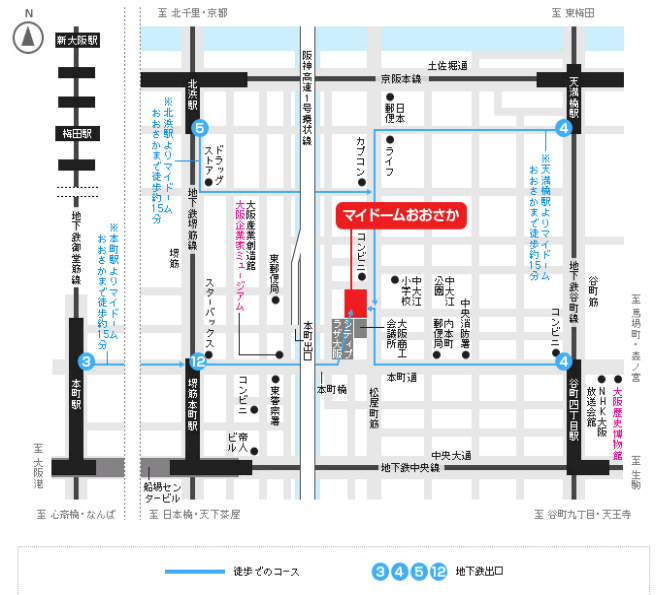 N
至 北千里・京都
至 東梅田
新大阪駅
梅田駅
地下鉄御堂筋線
※本町駅よりマイドーム
おおさかまで徒歩約15分
3
本町駅
至 大阪港
至 心斎橋・なんば
北浜駅
5
※北浜駅よりマイドーム
おおさかまで徒歩約15分
ドラッグ
ストア
地下鉄堺筋線
堺筋
スターバックス
12
堺筋本町駅
船場セン
タービル
至 日本橋・天下茶屋
大阪産業創造館
大阪企業家ミュージアム
東郵便局
東警察署
コンビニ
帝人
ビル
阪神高速1号環状線
本町出口
本町橋
土佐堀通
京阪本線
日本
郵便
ライフ
カプコン
マイドームおおさか
コンビニ
シティプ
ラザ大阪
大阪商工
会議所
中大江
小学校
中大江
公園
内本町
郵便局
中央消防署
松屋町筋
本町通
中央大通
地下鉄中央線
天満橋駅
4
※天満橋駅よりマイドーム
おおさかまで徒歩約15分
地下鉄谷町線
谷町筋
コンビニ
4
谷町四丁目駅
NHK大阪
放送会館
大阪歴史博物館
至 馬場町・森ノ宮
至 生駒
至 谷町九丁目・天王寺
徒歩でのコース
3 4 5 12 地下鉄出口